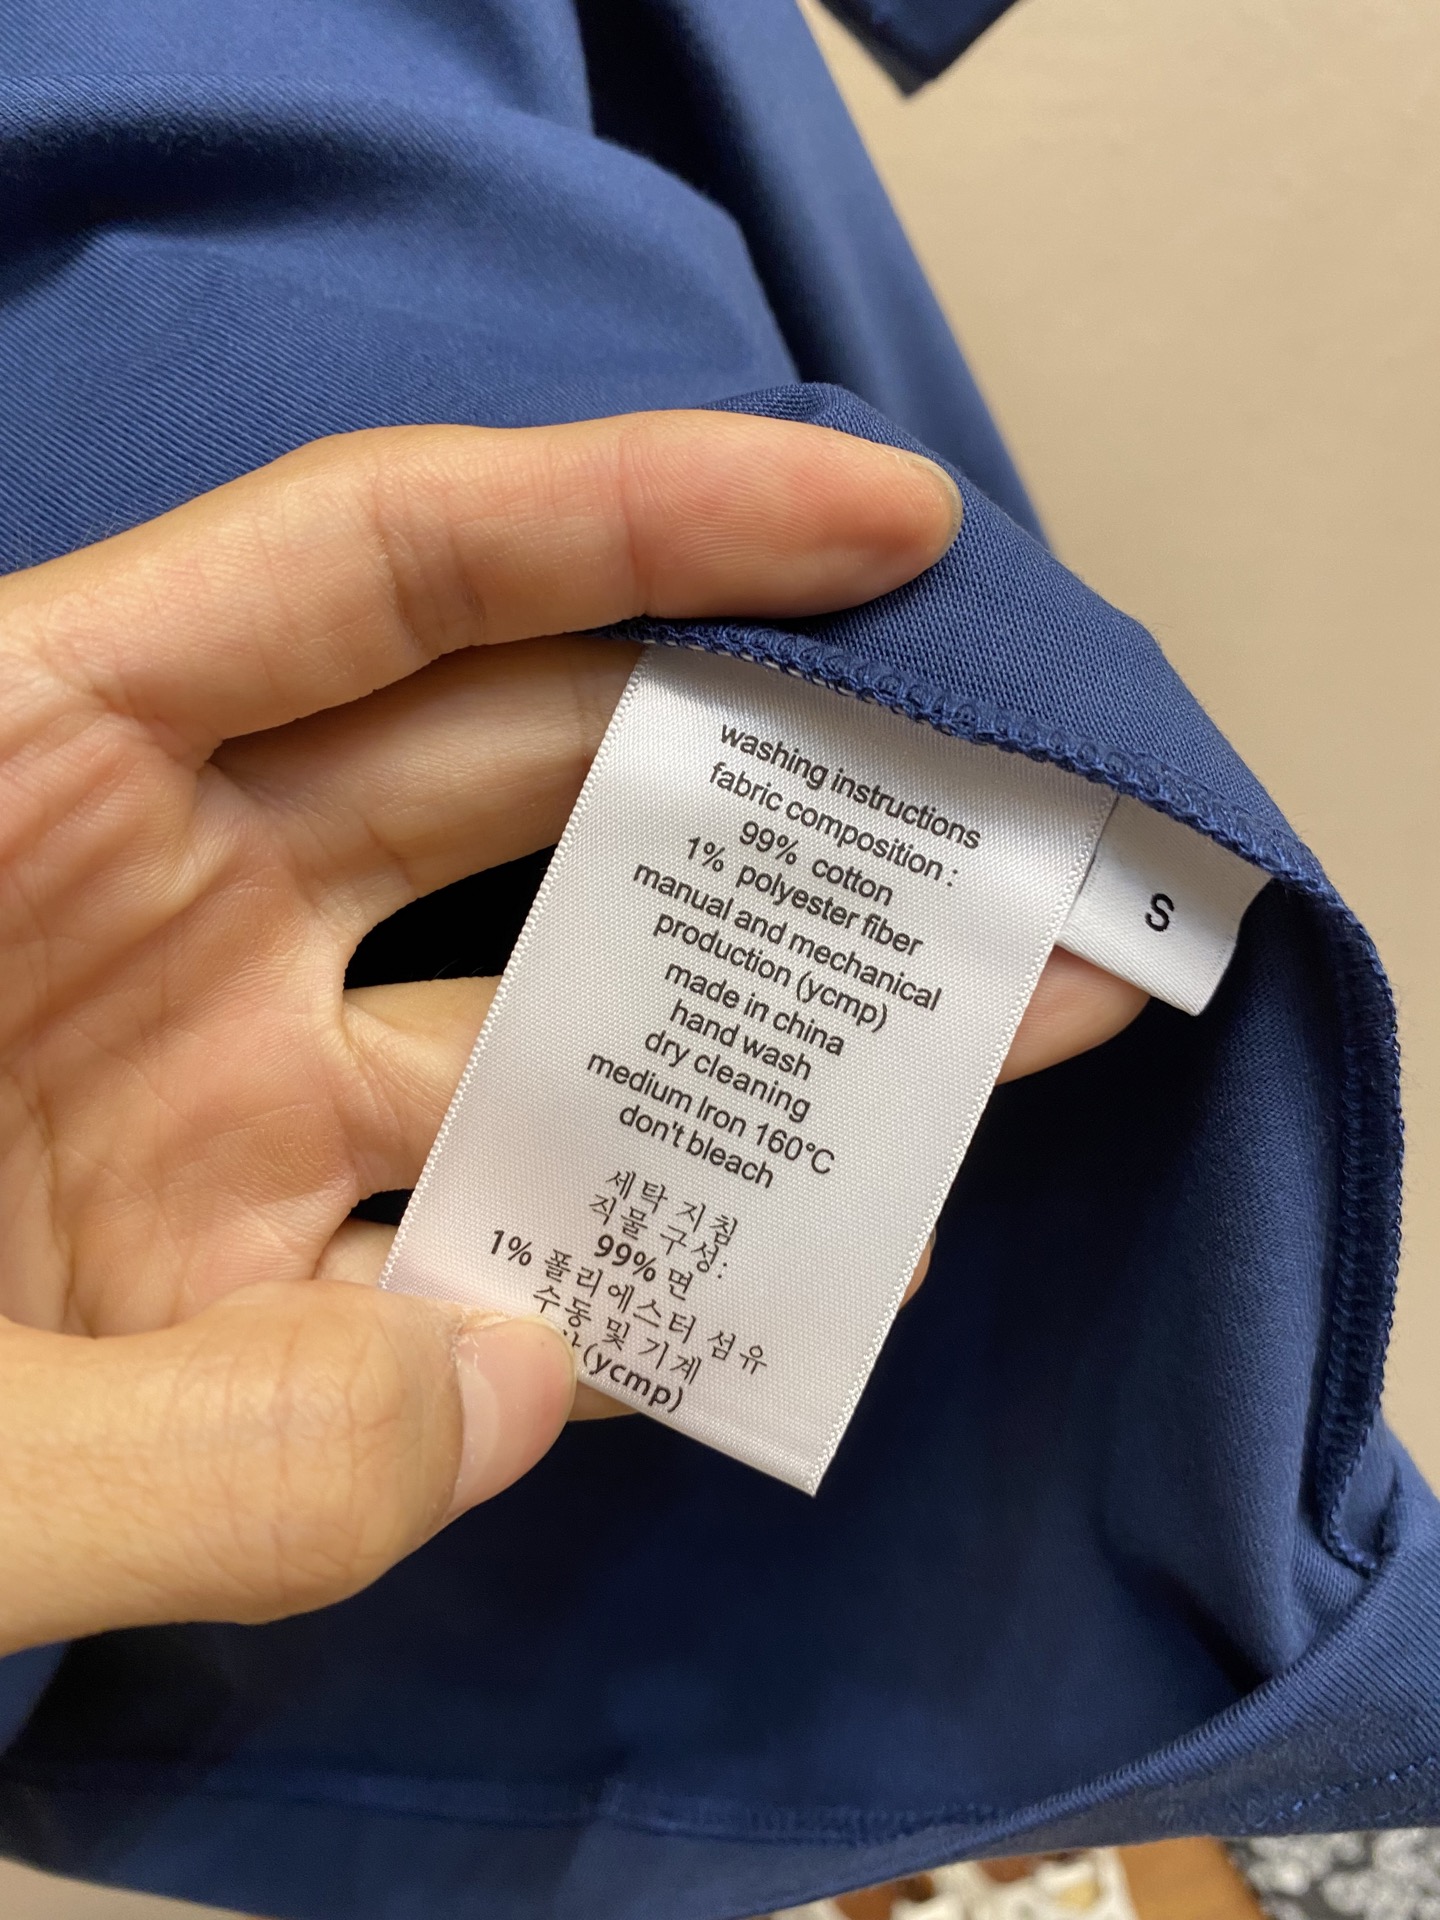 washing instructions
fabric composition :
99% cotton
1% polyester fiber
manual and mechanical
production (ycmp)
made in china
hand wash
dry cleaning
medium Iron 160°C
don't bleach
세탁 지침
직물 구성:
99% 면
1% 폴리에스터 섬유
수동 및 기계
(ycmp)
S